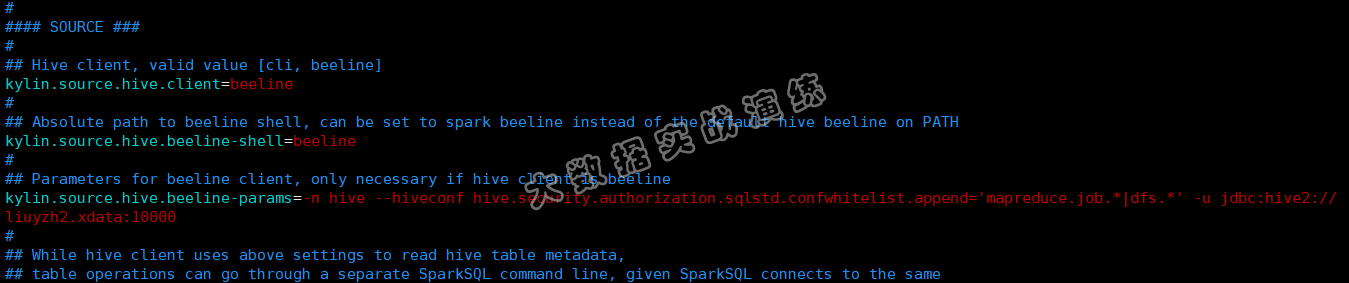 #
#### SOURCE ###
#
## Hive client, valid value [cli, beeline]
kylin.source.hive.client=beeline
#
## Absolute path to beeline shell, can be set to spark beeline instead of the default hive beeline on PATH
kylin.source.hive.beeline-shell=beeline
#
## Parameters for beeline client, only necessary if hive client is beeline
kylin.source.hive.beeline-params=-n hive --hiveconf hive.security.authorization.sqlstd.confwhitelist.append='mapreduce.job.*|dfs.*' -u jdbc:hive2://
liuyzh2.xdata:10000
#
## While hive client uses above settings to read hive table metadata,
## table operations can go through a separate SparkSQL command line, given SparkSQL connects to the same
大数据实战演练